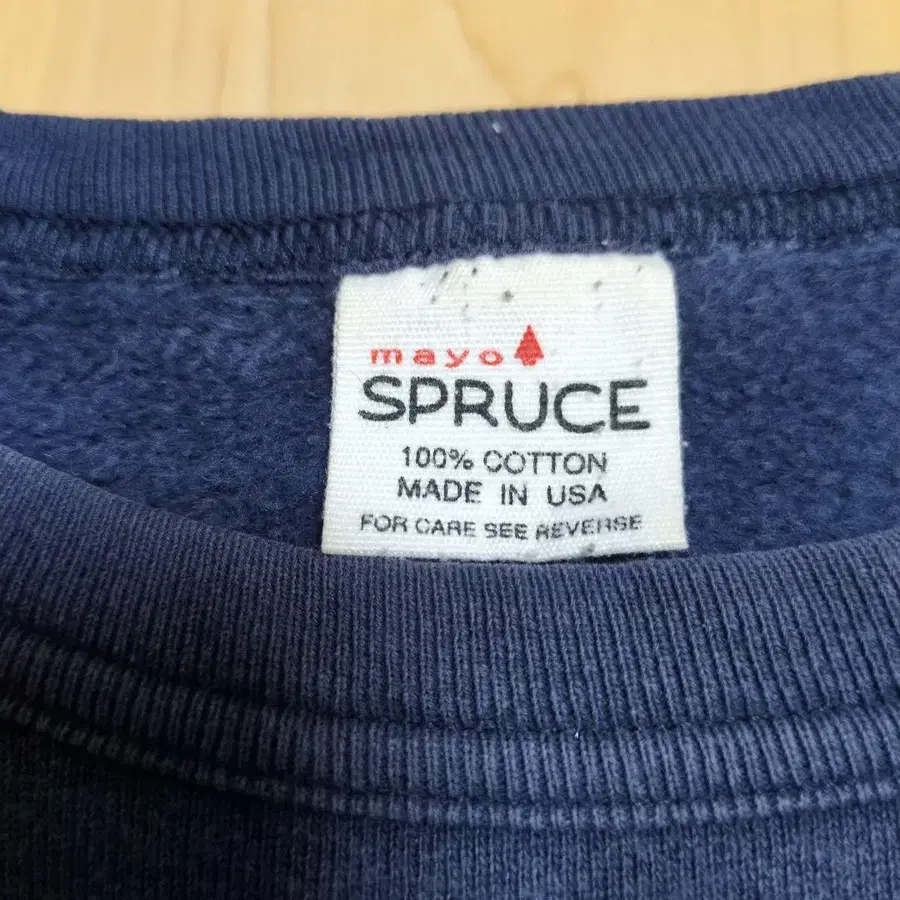 mayo
SPRUCE
100% COTTON
MADE IN USA
FOR CARE SEE REVERSE